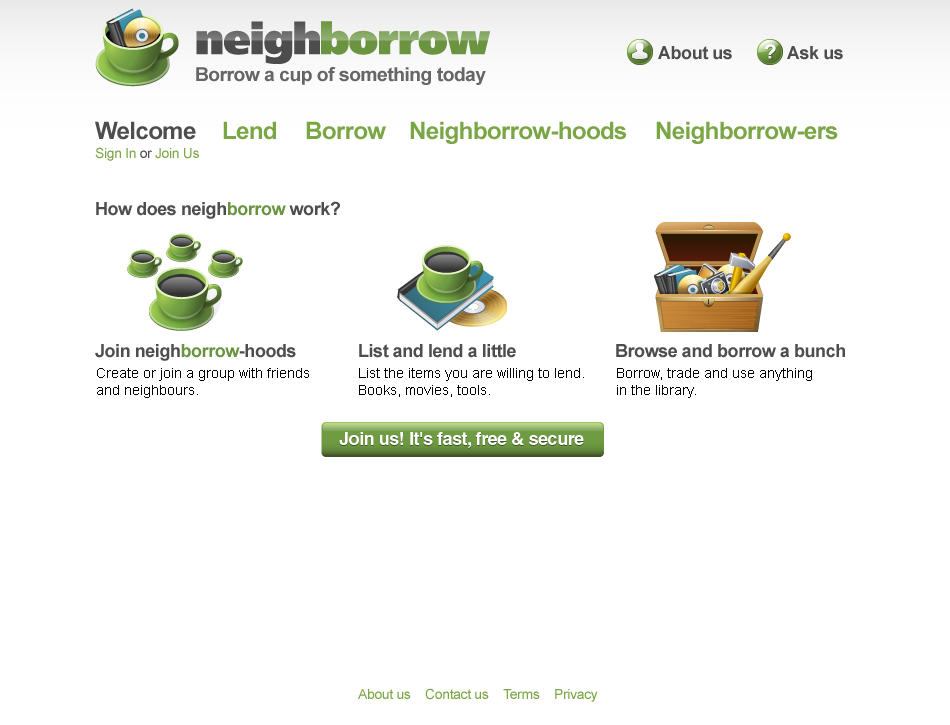 neighborrow
Borrow a cup of something today
About us
Ask us
Welcome Lend Borrow Neighborrow-hoods Neighborrow-ers
Sign In or Join Us
How does neighborrow work?
Join neighborrow-hoods
Create or join a group with friends
and neighbours.
List and lend a little
List the items you are willing to lend.
Books, movies, tools.
Browse and borrow a bunch
Borrow, trade and use anything
in the library.
Join us! It's fast, free & secure
About us Contact us Terms Privacy